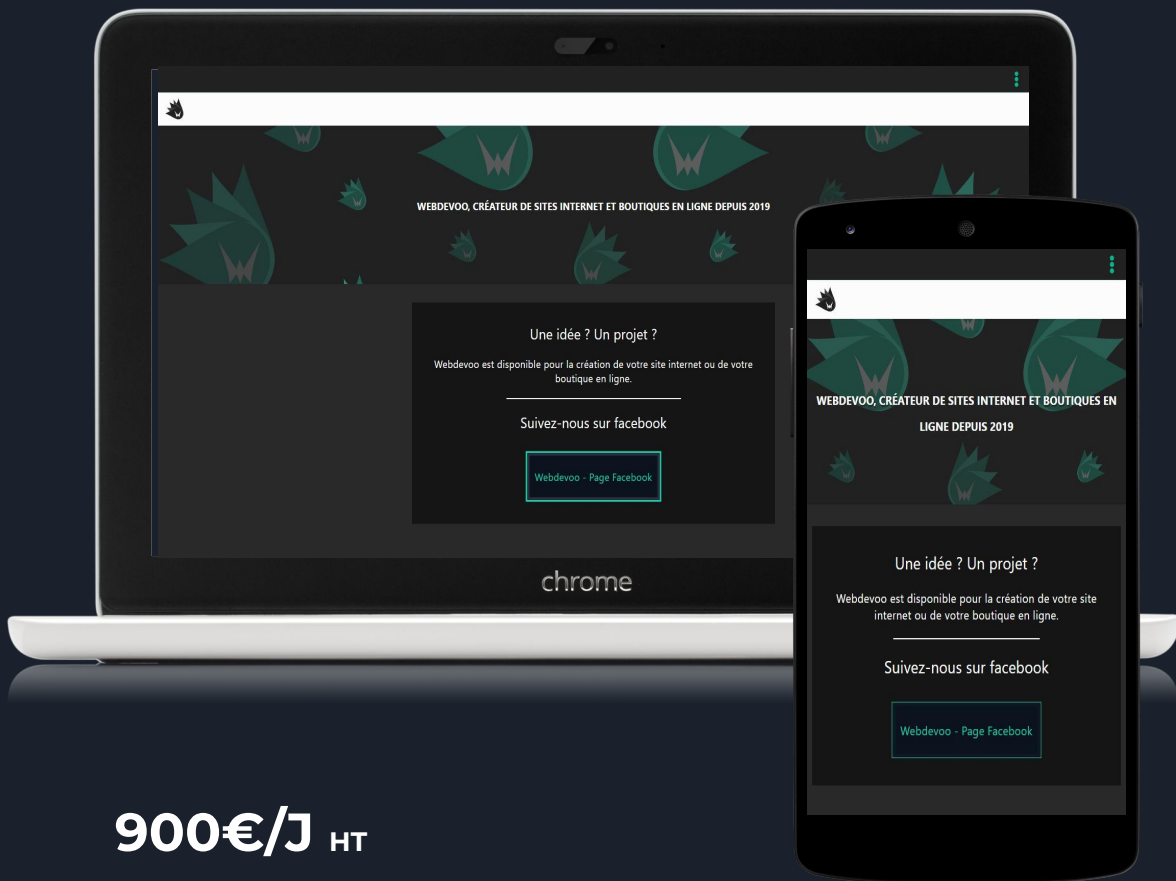 WEBDEVOO, CRÉATEUR DE SITES INTERNET ET BOUTIQUES EN LIGNE DEPUIS 2019
Une idée ? Un projet ?
Webdevoo est disponible pour la création de votre site internet ou de votre
boutique en ligne.
Suivez-nous sur facebook
Webdevoo - Page Facebook
chrome
WEBDEVOO, CRÉATEUR DE SITES INTERNET ET BOUTIQUES EN
LIGNE DEPUIS 2019
Une idée ? Un projet ?
Webdevoo est disponible pour la création de votre site
internet ou de votre boutique en ligne.
Suivez-nous sur facebook
Webdevoo - Page Facebook
900€/J HT